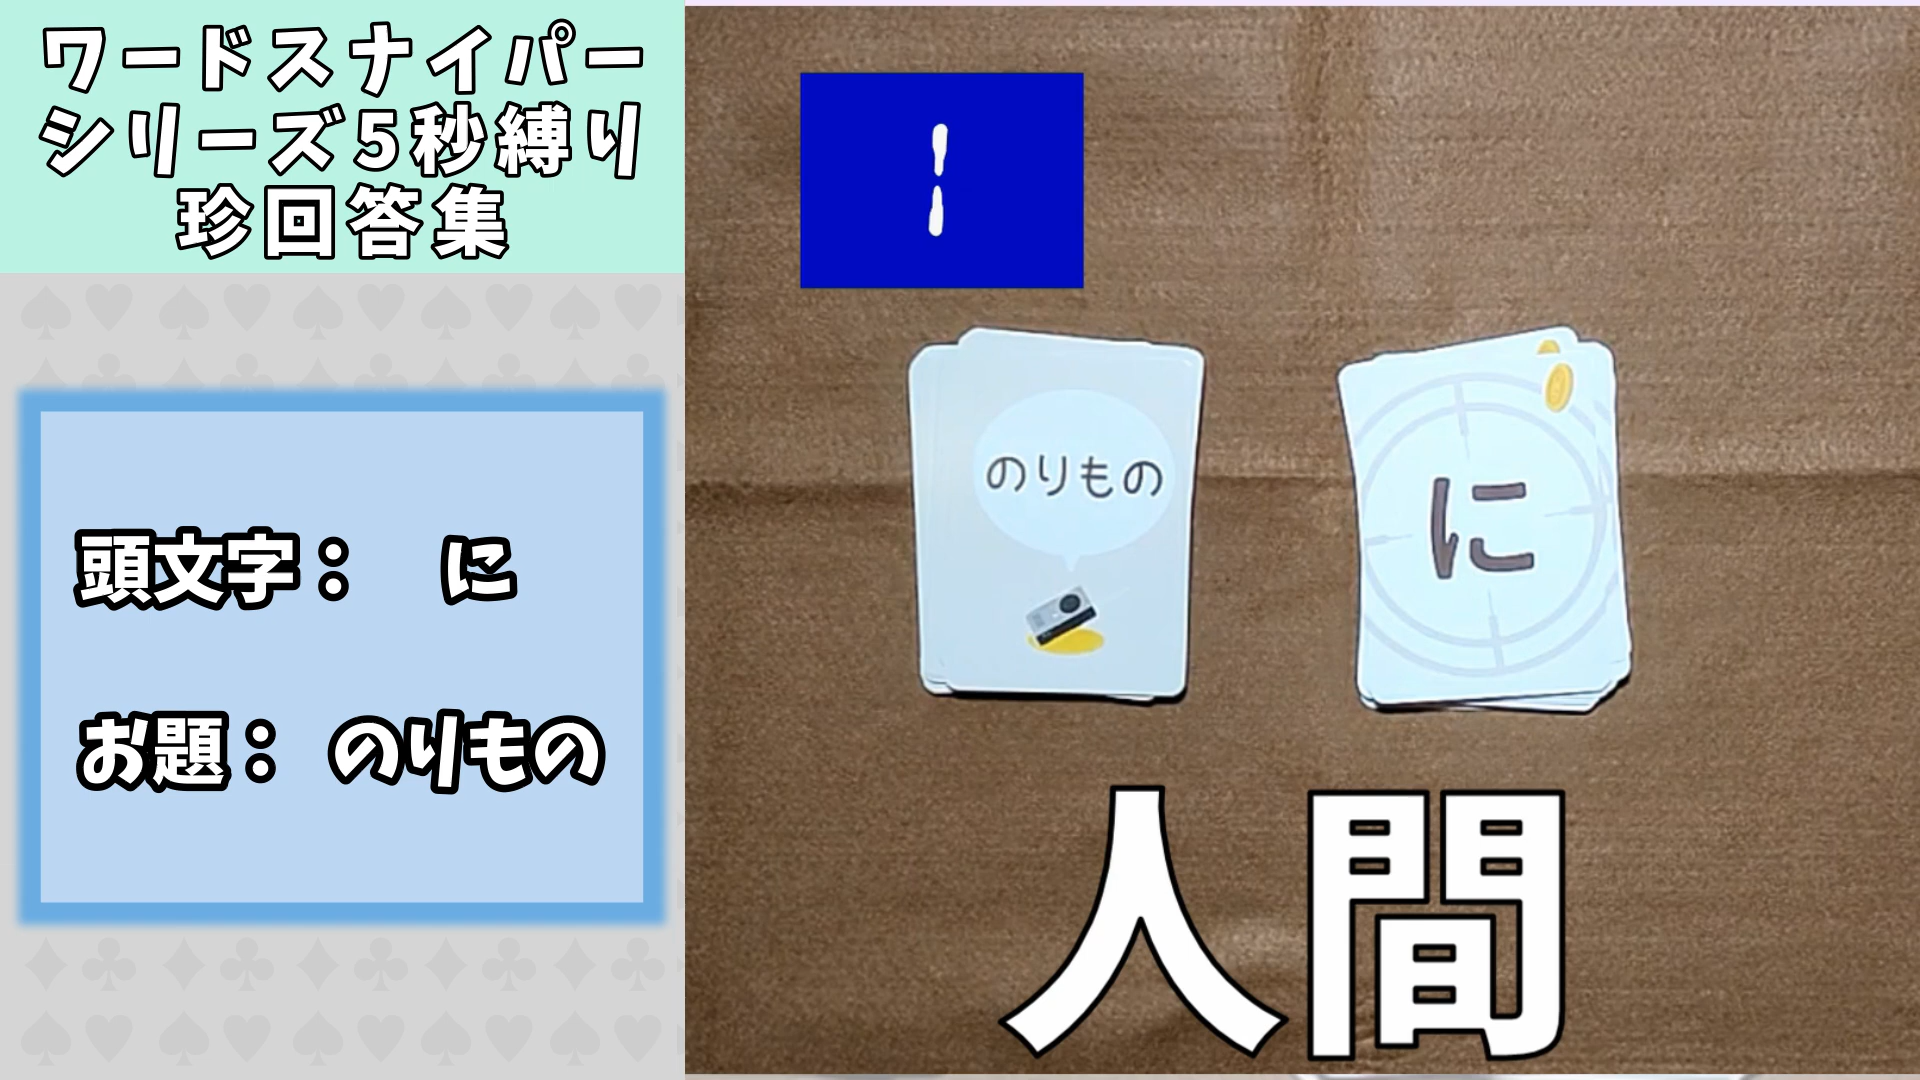 ワードスナイパー
シリーズ5秒縛り
珍回答集
頭文字： に
お題： のりもの
1
のりもの
に
人間